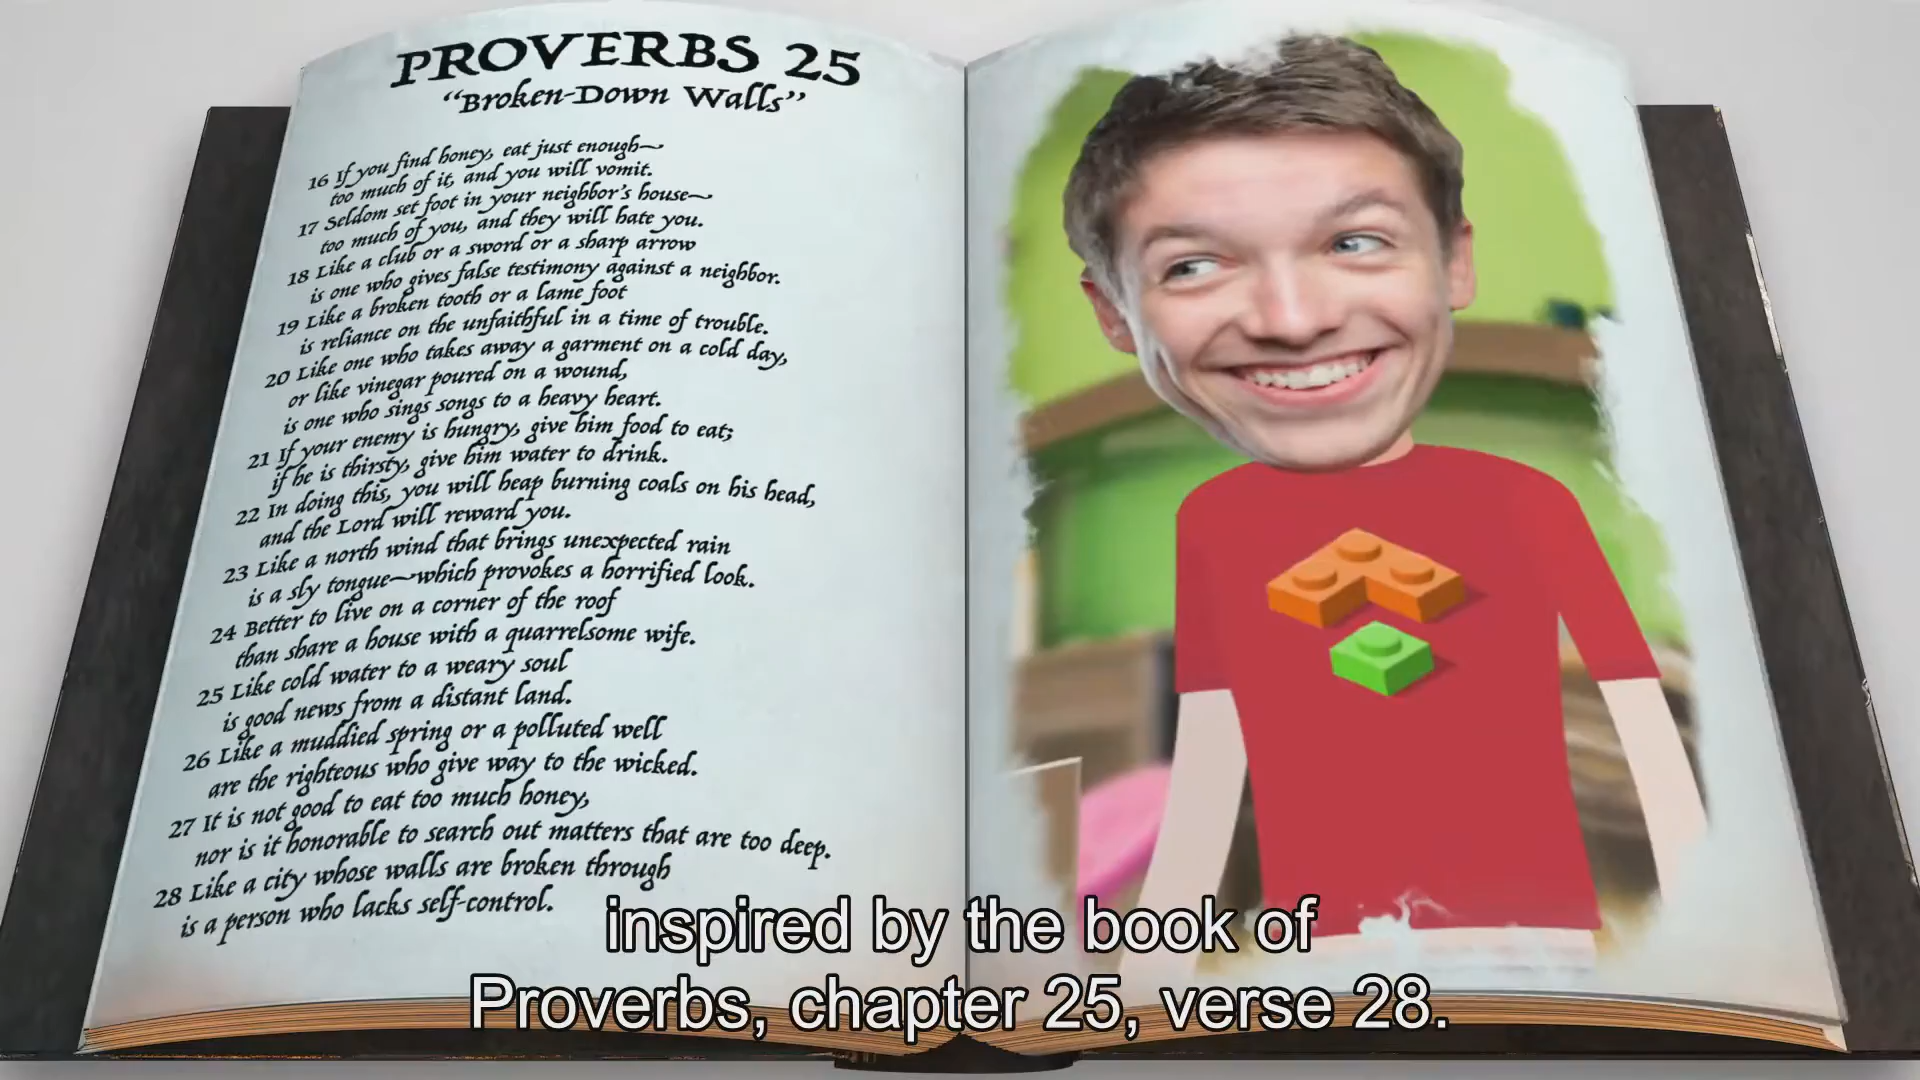 PROVERBS 25
“Broken-Down Walls”
16 If you find honey, eat just enough—
too much of it, and you will vomit.
17 Seldom set foot in your neighbor’s house—
too much of you, and they will hate you.
18 Like a club or a sword or a sharp arrow
is one who gives false testimony against a neighbor.
19 Like a broken tooth or a lame foot
is reliance on the unfaithful in a time of trouble.
20 Like one who takes away a garment on a cold day,
or like vinegar poured on a wound,
is one who sings songs to a heavy heart.
21 If your enemy is hungry, give him food to eat;
if he is thirsty, give him water to drink.
22 In doing this, you will heap burning coals on his head,
and the Lord will reward you.
23 Like a north wind that brings unexpected rain
is a sly tongue—which provokes a horrified look.
24 Better to live on a corner of the roof
than share a house with a quarrelsome wife.
25 Like cold water to a weary soul
is good news from a distant land.
26 Like a muddied spring or a polluted well
are the righteous who give way to the wicked.
27 It is not good to eat too much honey,
nor is it honorable to search out matters that are too deep.
28 Like a city whose walls are broken through
is a person who lacks self-control.
inspired by the book of
Proverbs, chapter 25, verse 28.